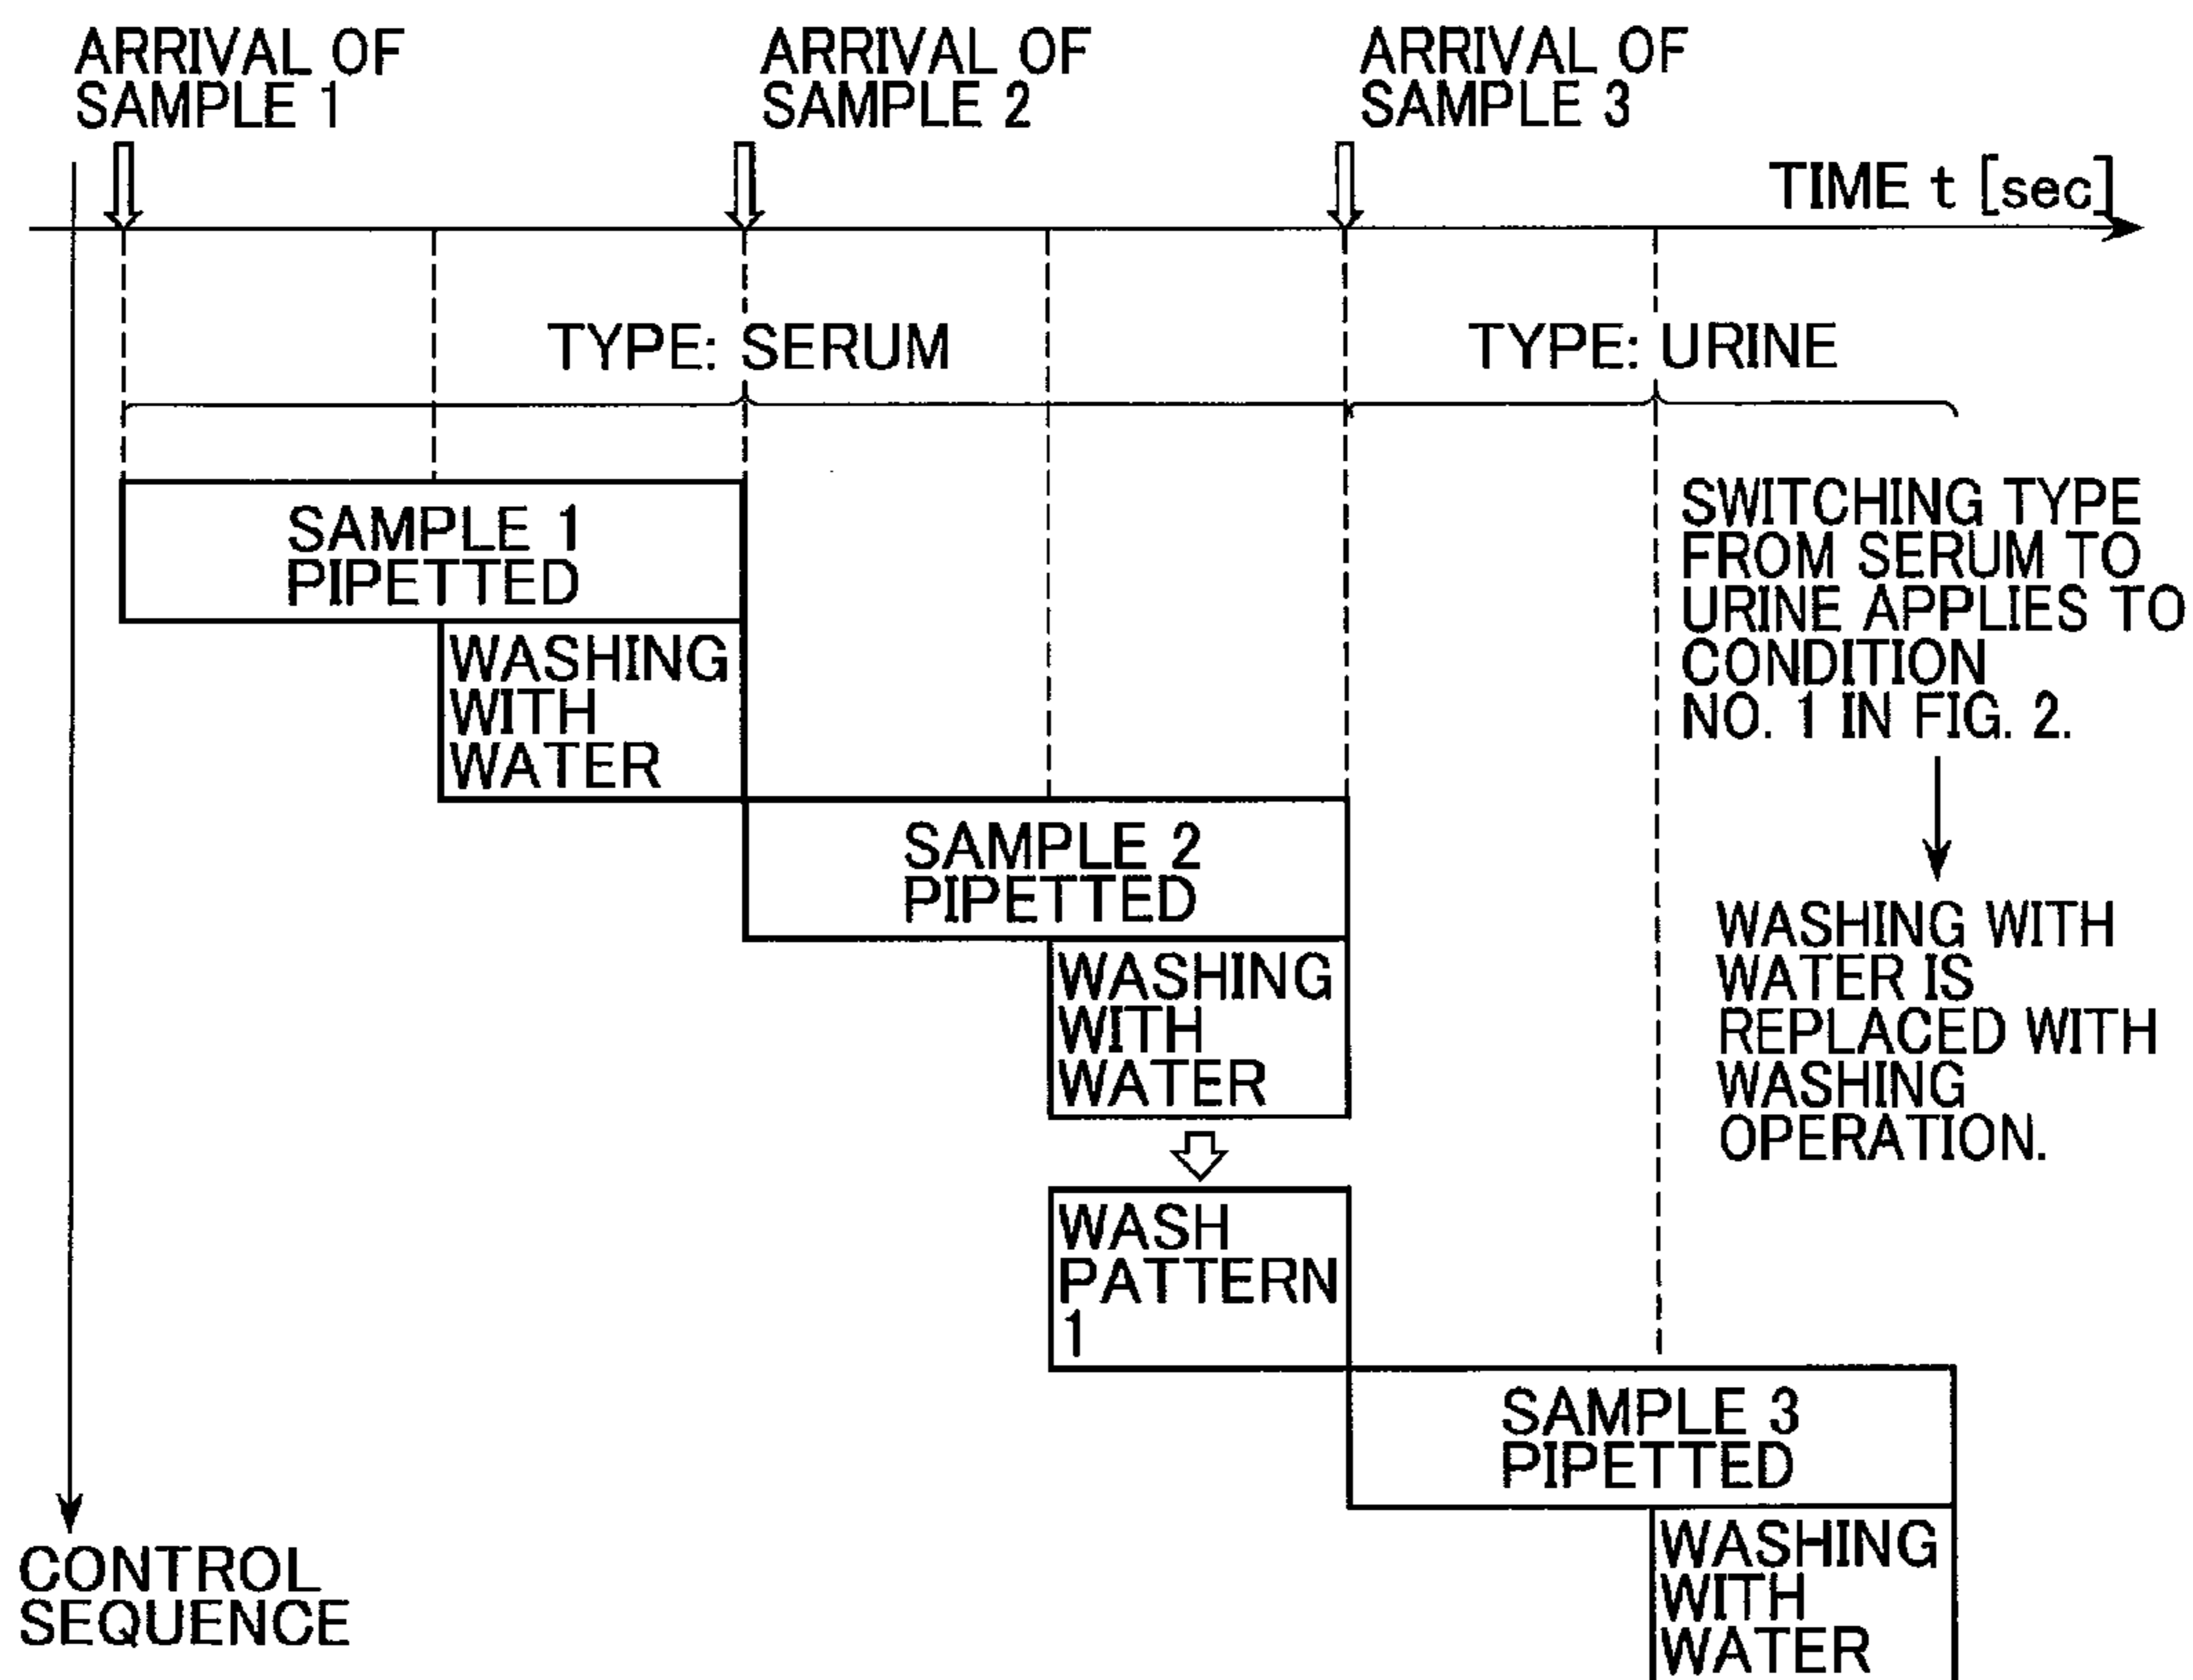 ARRIVAL OF
SAMPLE 1
ARRIVAL OF
SAMPLE 2
ARRIVAL OF
SAMPLE 3
TIME t [sec]
TYPE: SERUM
TYPE: URINE
SAMPLE 1
PIPETTED
WASHING
WITH
WATER
SWITCHING TYPE
FROM SERUM TO
URINE APPLIES TO
CONDITION
NO. 1 IN FIG. 2.
SAMPLE 2
PIPETTED
WASHING
WITH
WATER
WASHING WITH
WATER IS
REPLACED WITH
WASHING
OPERATION.
WASH
PATTERN
1
SAMPLE 3
PIPETTED
WASHING
WITH
WATER
CONTROL
SEQUENCE